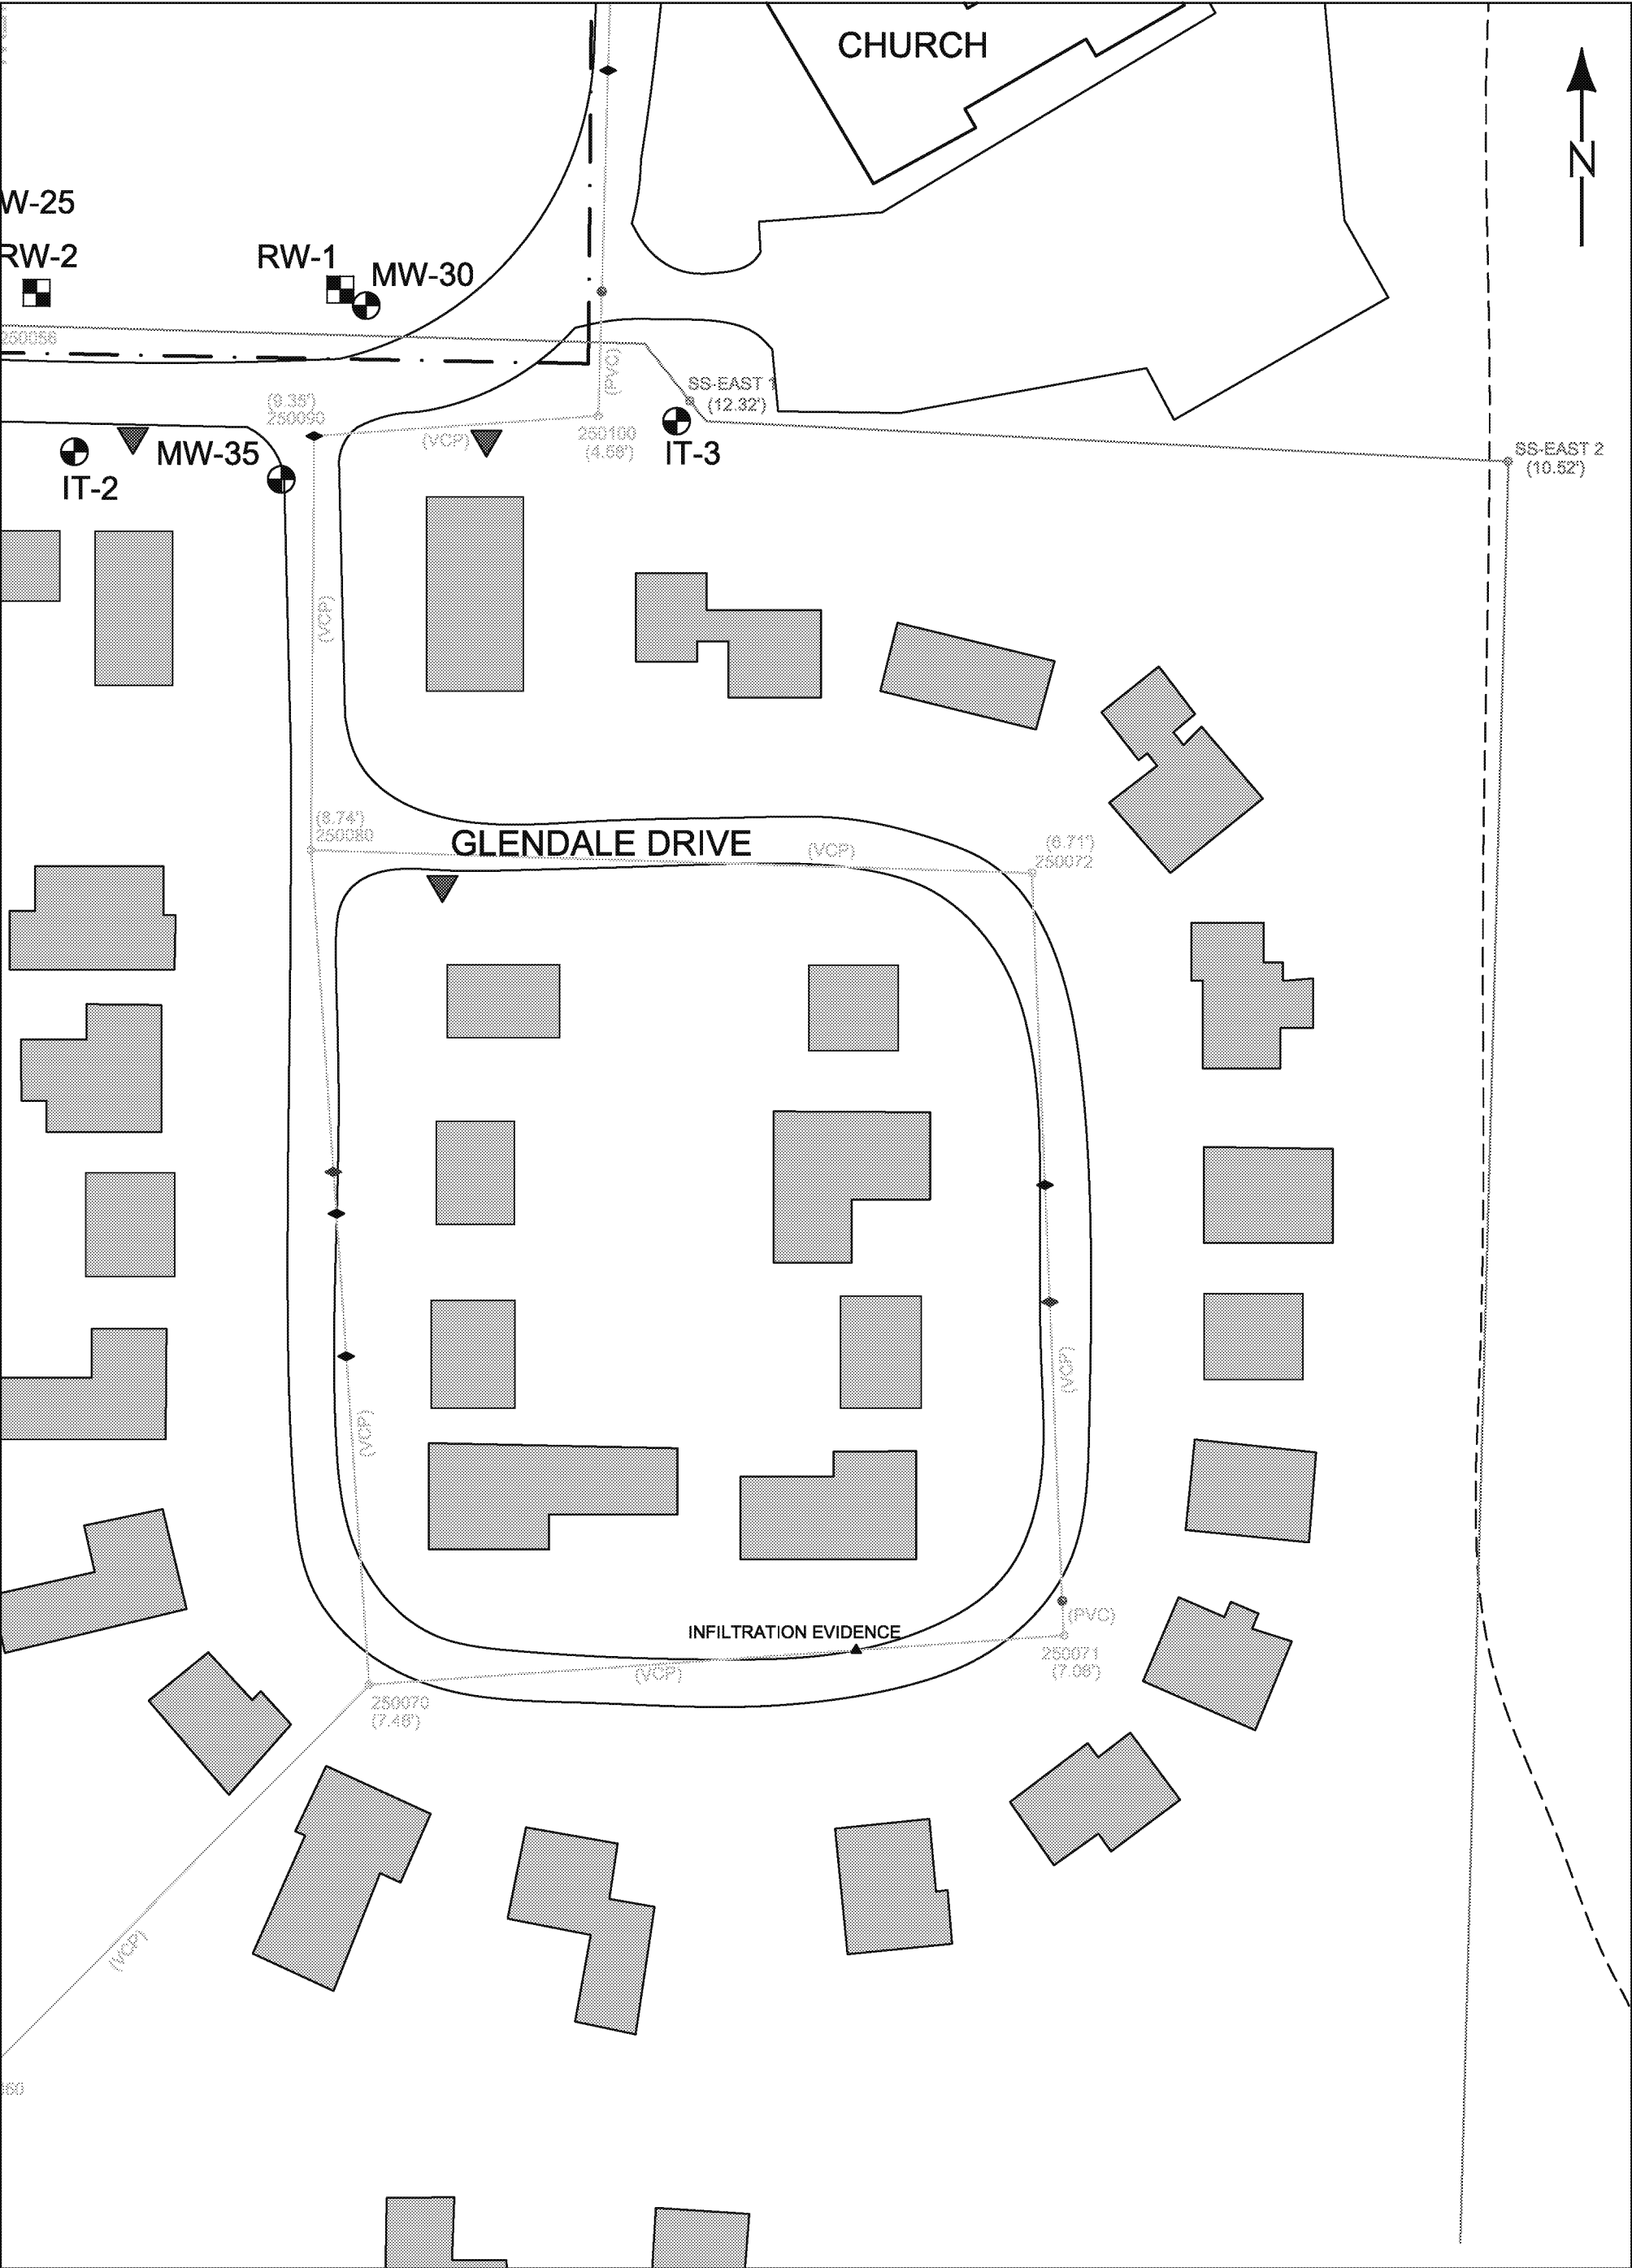 CHURCH
N
W-25
RW-2
RW-1
MW-30
250056
(PVC)
SS-EAST 1
(12.32')
(9.35')
250090
(VCP)
250100
(4.58')
MW-35
IT-3
IT-2
SS-EAST 2
(10.52')
(VCP)
(8.74')
250080
GLENDALE DRIVE
(VCP)
(6.71')
250072
(VCP)
(VCP)
INFILTRATION EVIDENCE
(PVC)
(VCP)
250071
(7.06')
250070
(7.48')
(VCP)